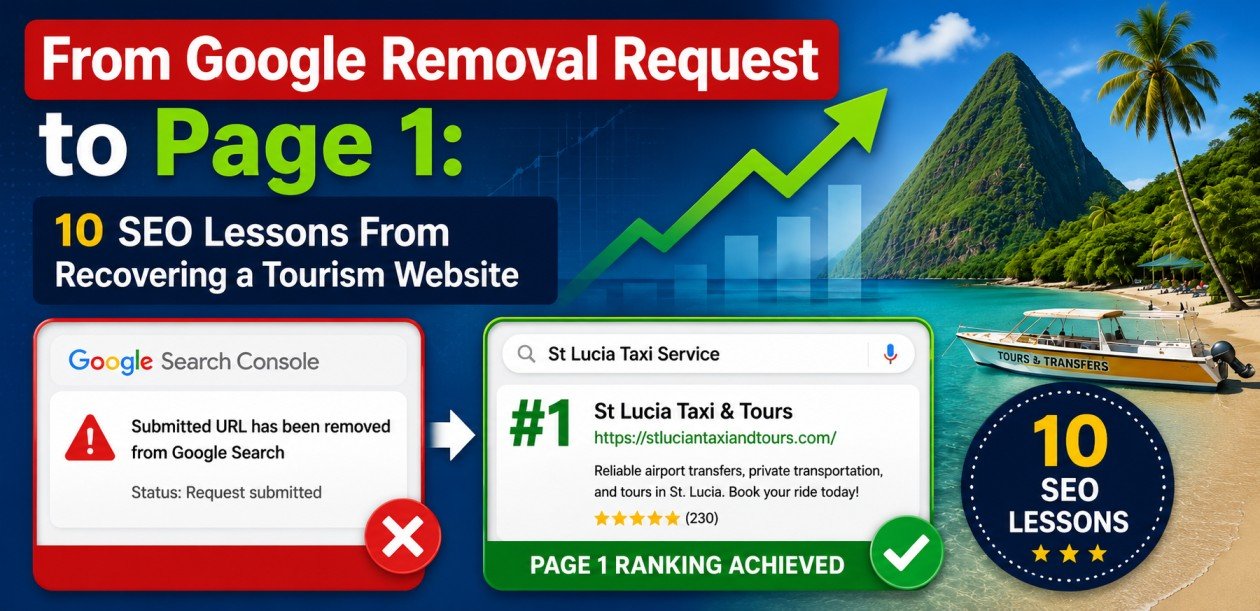 From Google Removal Request
to Page 1:
10 SEO Lessons From
Recovering a Tourism Website
Google Search Console
Submitted URL has been removed
from Google Search
Status: Request submitted
St Lucia Taxi Service
#1
St Lucia Taxi & Tours
https://stluciantaxiandtours.com/
Reliable airport transfers, private transportation,
and tours in St. Lucia. Book your ride today!
(230)
PAGE 1 RANKING ACHIEVED
TOURS & TRANSFERS
10
SEO
LESSONS